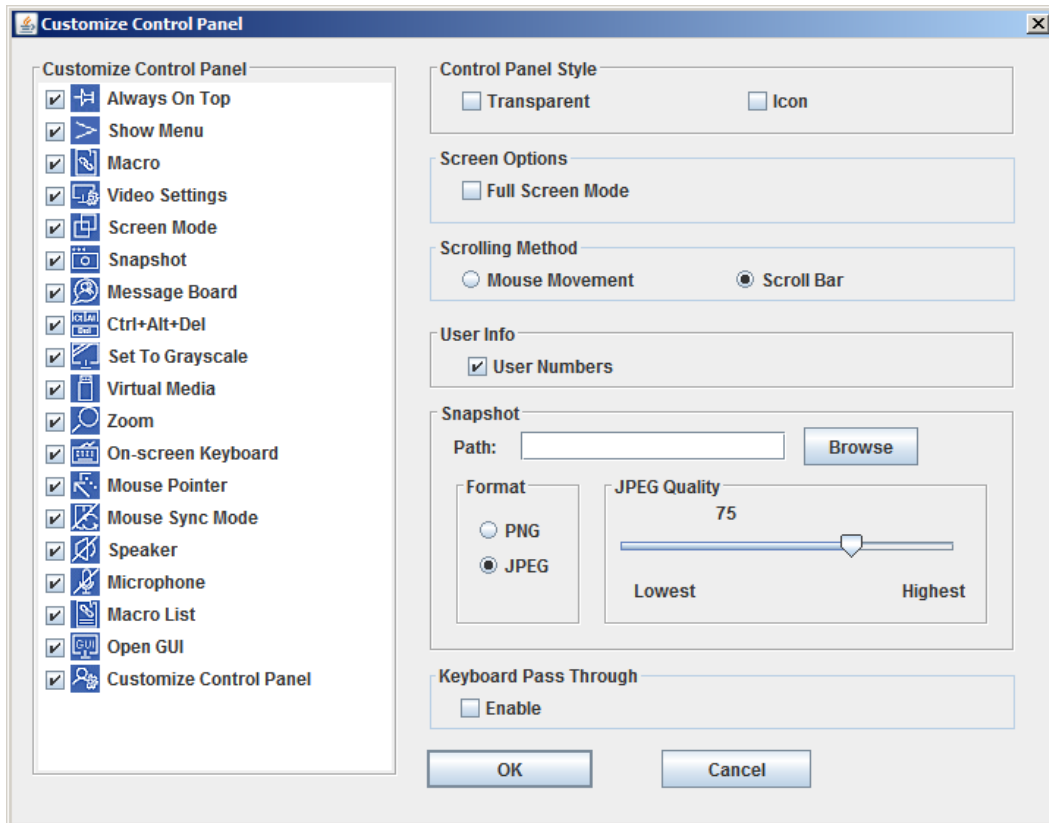 Customize Control Panel
Customize Control Panel
Always On Top
Show Menu
Macro
Video Settings
Screen Mode
Snapshot
Message Board
Ctrl Alt
Del
Ctrl+Alt+Del
Set To Grayscale
Virtual Media
Zoom
On-screen Keyboard
Mouse Pointer
Mouse Sync Mode
Speaker
Microphone
Macro List
GUI
Open GUI
Customize Control Panel
Control Panel Style
Transparent Icon
Screen Options
Full Screen Mode
Scrolling Method
Mouse Movement Scroll Bar
User Info
User Numbers
Snapshot
Path: Browse
Format
PNG
JPEG
JPEG Quality
75
Lowest Highest
Keyboard Pass Through
Enable
OK Cancel